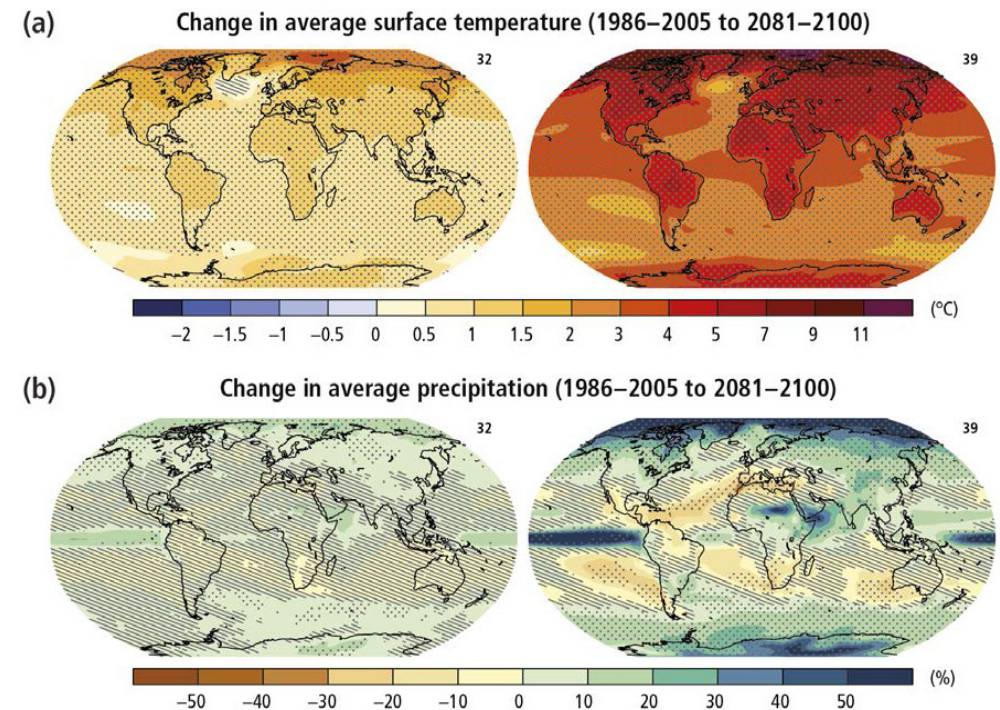 (a)
Change in average surface temperature (1986–2005 to 2081–2100)
32
39
−2 −1.5 −1 −0.5 0 0.5 1 1.5 2 3 4 5 7 9 11 (°C)
(b)
Change in average precipitation (1986–2005 to 2081–2100)
32
39
−50 −40 −30 −20 −10 0 10 20 30 40 50 (%)